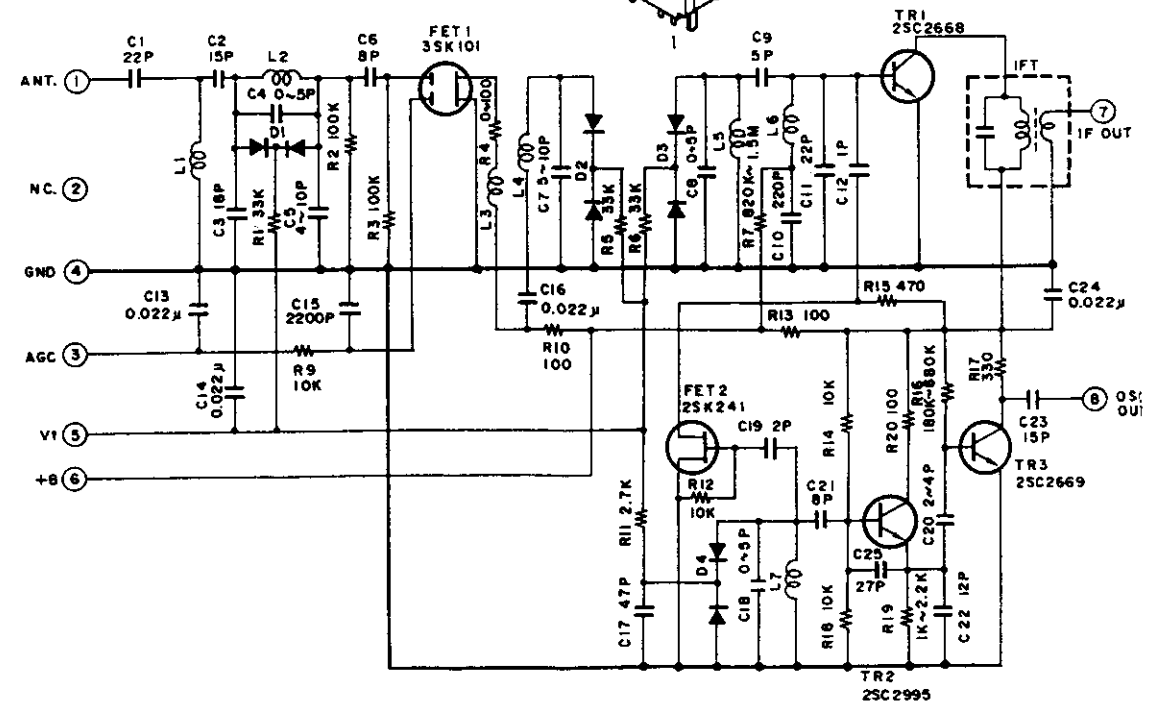 TR1
2SC2668
FET1
3SK101
C1
22P
C2
15P
L2
C4
0~5P
C6
8P
C9
5P
IFT
ANT. 1
7
IF OUT
D1
R2 100K
0~100
R4
L1
L3
L4
C7 5~10P
D2
D3
C8 0~5P
L5
820K~1.5M
R7
L6
C10 220P
C11 22P
C12 1P
NC. 2
C3 18P
R1 33K
C5
4~10P
R3 100K
R5 33K
R6 33K
GND 4
C13
0.022μ
C15
2200P
C16
0.022μ
R15 470
C24
0.022μ
R13 100
R10
100
AGC 3
R9
10K
C14
0.022μ
FET2
2SK241
10K
R14
R20 100
R16
180K~680K
R17
330
8 OSC
OUT
C23
15P
C19 2P
Vt 5
+B 6
TR3
2SC2669
R12
10K
C21
8P
C20 2~4P
R11 2.7K
D4
0~5P
C18
L7
C25
27P
C17 47P
R18 10K
R19
1K~2.2K
C22 12P
TR2
2SC2995